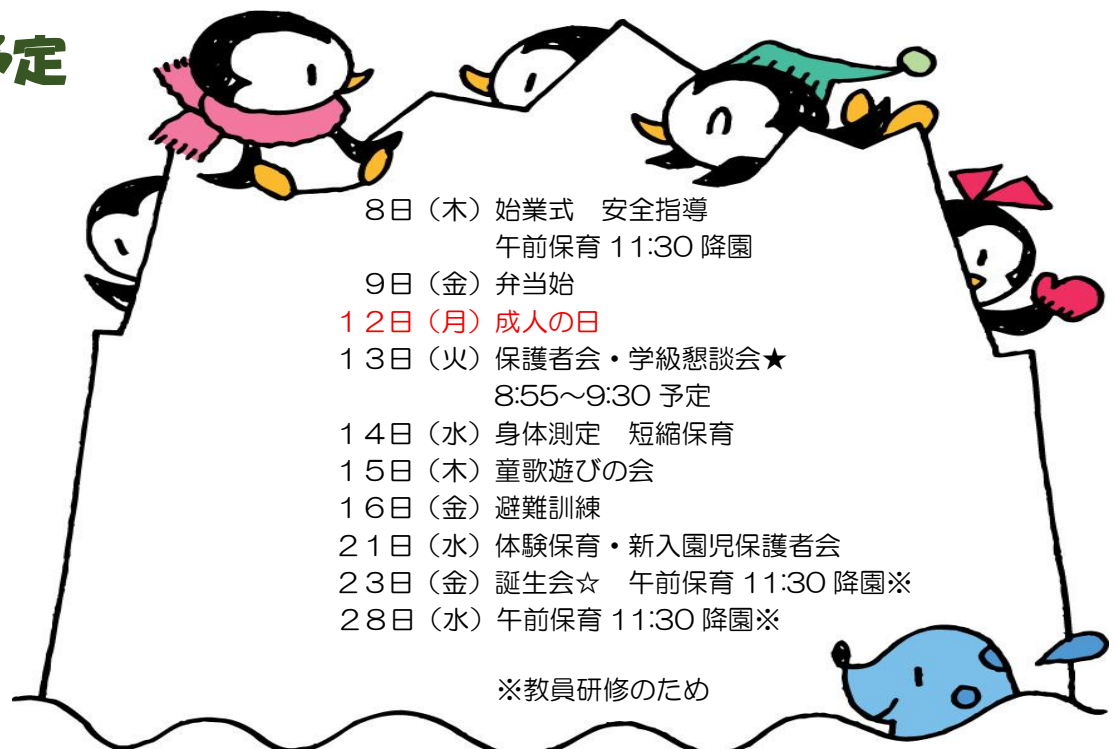 予定
８日（木）始業式　安全指導
午前保育 11:30 降園
９日（金）弁当始
１２日（月）成人の日
１３日（火）保護者会・学級懇談会★
8:55～9:30 予定
１４日（水）身体測定　短縮保育
１５日（木）童歌遊びの会
１６日（金）避難訓練
２１日（水）体験保育・新入園児保護者会
２３日（金）誕生会☆　午前保育 11:30 降園※
２８日（水）午前保育 11:30 降園※
※教員研修のため